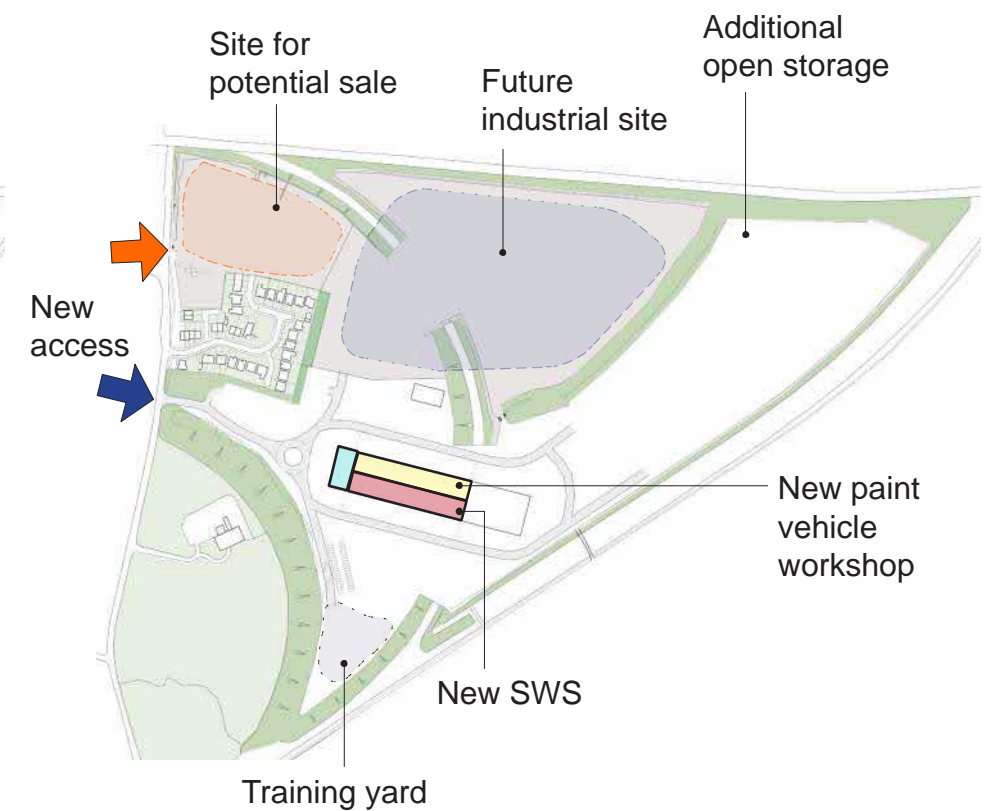 Site for
potential sale
Future
industrial site
Additional
open storage
New
access
New paint
vehicle
workshop
New SWS
Training yard